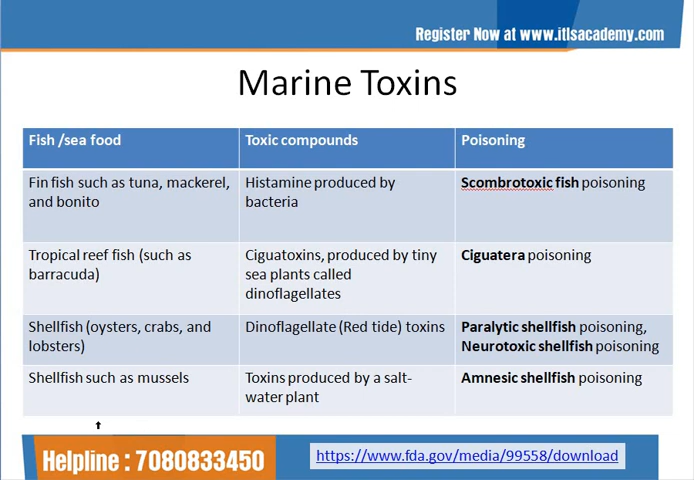 Register Now at www.itlsacademy.com
Marine Toxins
Fish /sea food
Toxic compounds
Poisoning
Fin fish such as tuna, mackerel,
and bonito
Histamine produced by
bacteria
Scombrotoxic fish poisoning
Tropical reef fish (such as
barracuda)
Ciguatoxins, produced by tiny
sea plants called
dinoflagellates
Ciguatera poisoning
Shellfish (oysters, crabs, and
lobsters)
Dinoflagellate (Red tide) toxins
Paralytic shellfish poisoning,
Neurotoxic shellfish poisoning
Shellfish such as mussels
Toxins produced by a salt-
water plant
Amnesic shellfish poisoning
Helpline : 7080833450
https://www.fda.gov/media/99558/download